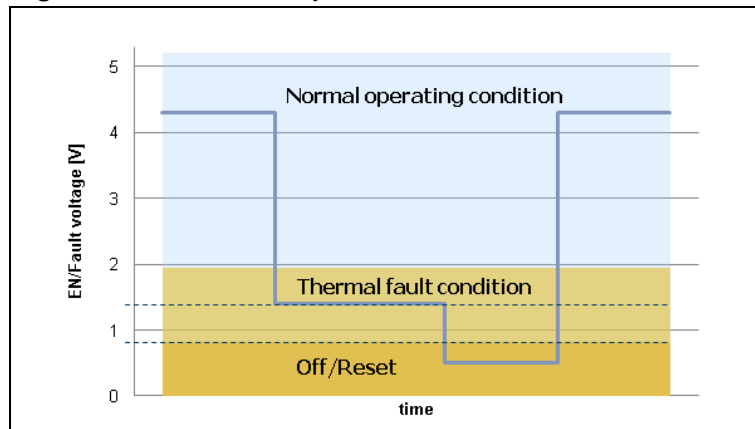 5
Normal operating condition
4
3
EN/Fault voltage [V]
2
Thermal fault condition
1
Off/Reset
0
time